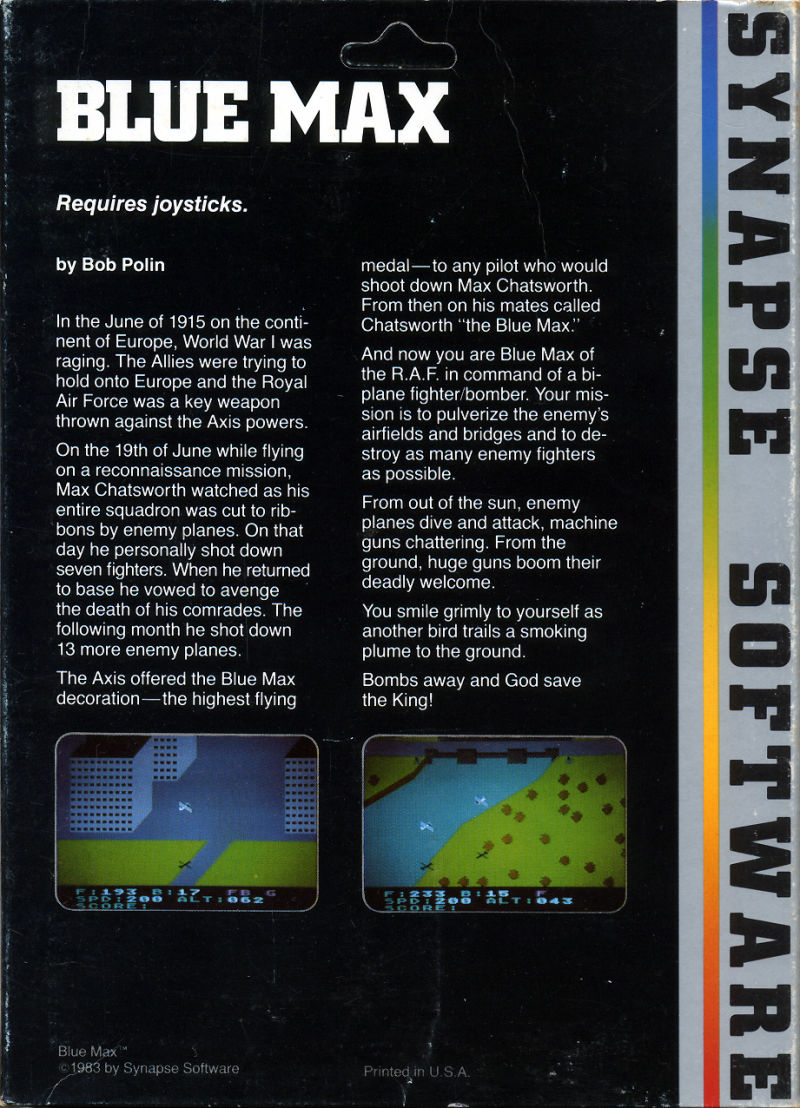 BLUE MAX
Requires joysticks.
by Bob Polin
In the June of 1915 on the conti-
nent of Europe, World War I was
raging. The Allies were trying to
hold onto Europe and the Royal
Air Force was a key weapon
thrown against the Axis powers.
On the 19th of June while flying
on a reconnaissance mission,
Max Chatsworth watched as his
entire squadron was cut to rib-
bons by enemy planes. On that
day he personally shot down
seven fighters. When he returned
to base he vowed to avenge
the death of his comrades. The
following month he shot down
13 more enemy planes.
The Axis offered the Blue Max
decoration—the highest flying
medal—to any pilot who would
shoot down Max Chatsworth.
From then on his mates called
Chatsworth "the Blue Max."
And now you are Blue Max of
the R.A.F. in command of a bi-
plane fighter/bomber. Your mis-
sion is to pulverize the enemy's
airfields and bridges and to de-
stroy as many enemy fighters
as possible.
From out of the sun, enemy
planes dive and attack, machine
guns chattering. From the
ground, huge guns boom their
deadly welcome.
You smile grimly to yourself as
another bird trails a smoking
plume to the ground.
Bombs away and God save
the King!
F:193 B:17 FB G
SPD:200 ALT:062
SCORE:
F:233 B:15 F
SPD:200 ALT:043
SCORE:
Blue Max™
©1983 by Synapse Software
Printed in U.S.A.
SYNAPSE SOFTWARE